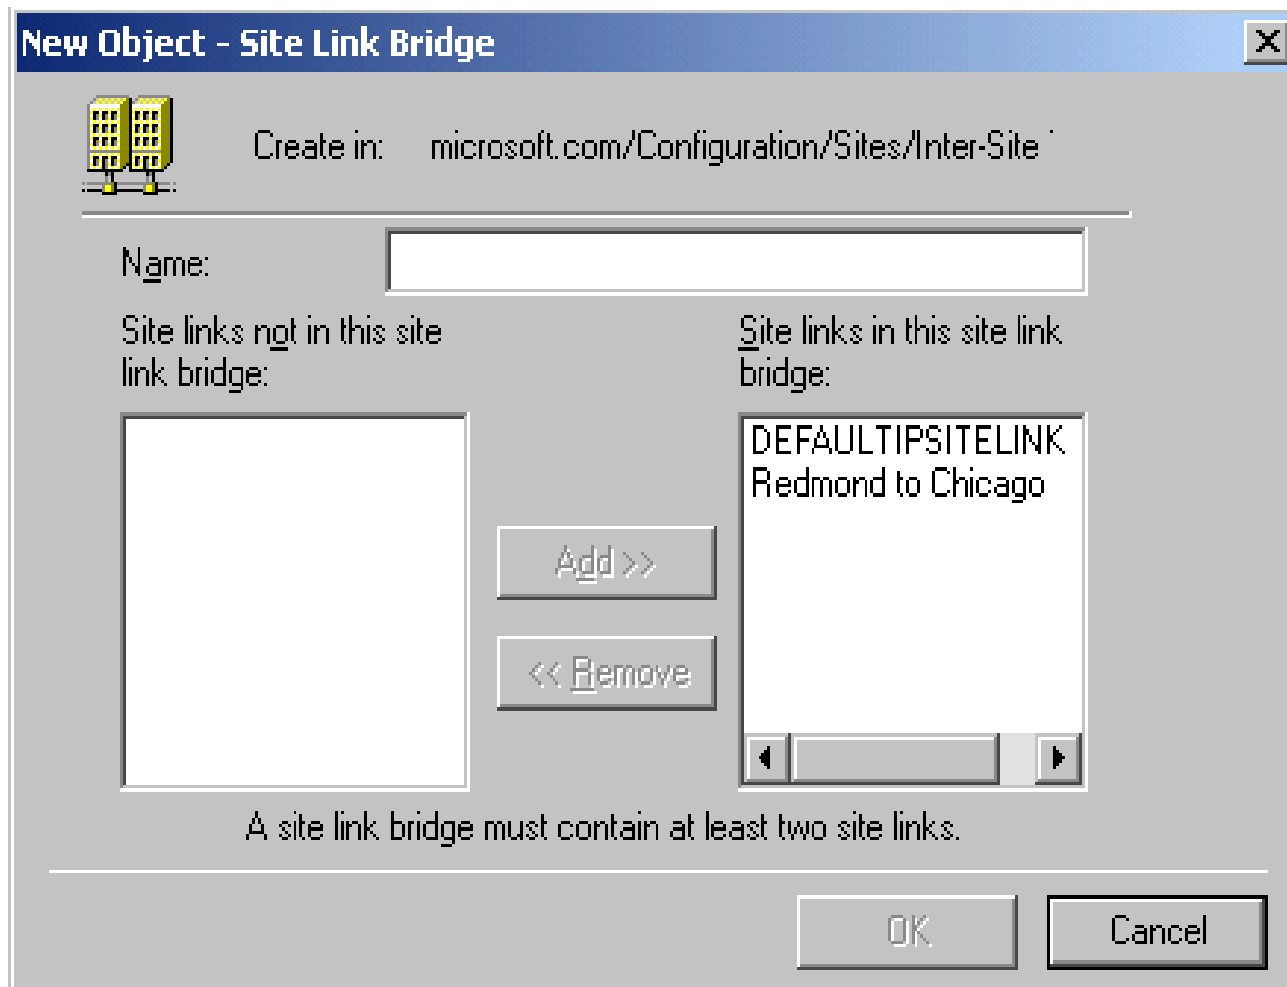 New Object - Site Link Bridge
Create in: microsoft.com/Configuration/Sites/Inter-Site
Name:
Site links not in this site
link bridge:
Site links in this site link
bridge:
DEFAULTIPSITELINK
Redmond to Chicago
Add >>
<< Remove
A site link bridge must contain at least two site links.
OK
Cancel